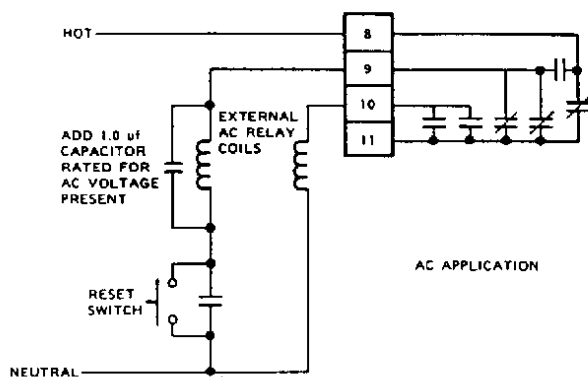 HOT
8
9
10
11
EXTERNAL
AC RELAY
COILS
ADD 1.0 µf
CAPACITOR
RATED FOR
AC VOLTAGE
PRESENT
AC APPLICATION
RESET
SWITCH
NEUTRAL